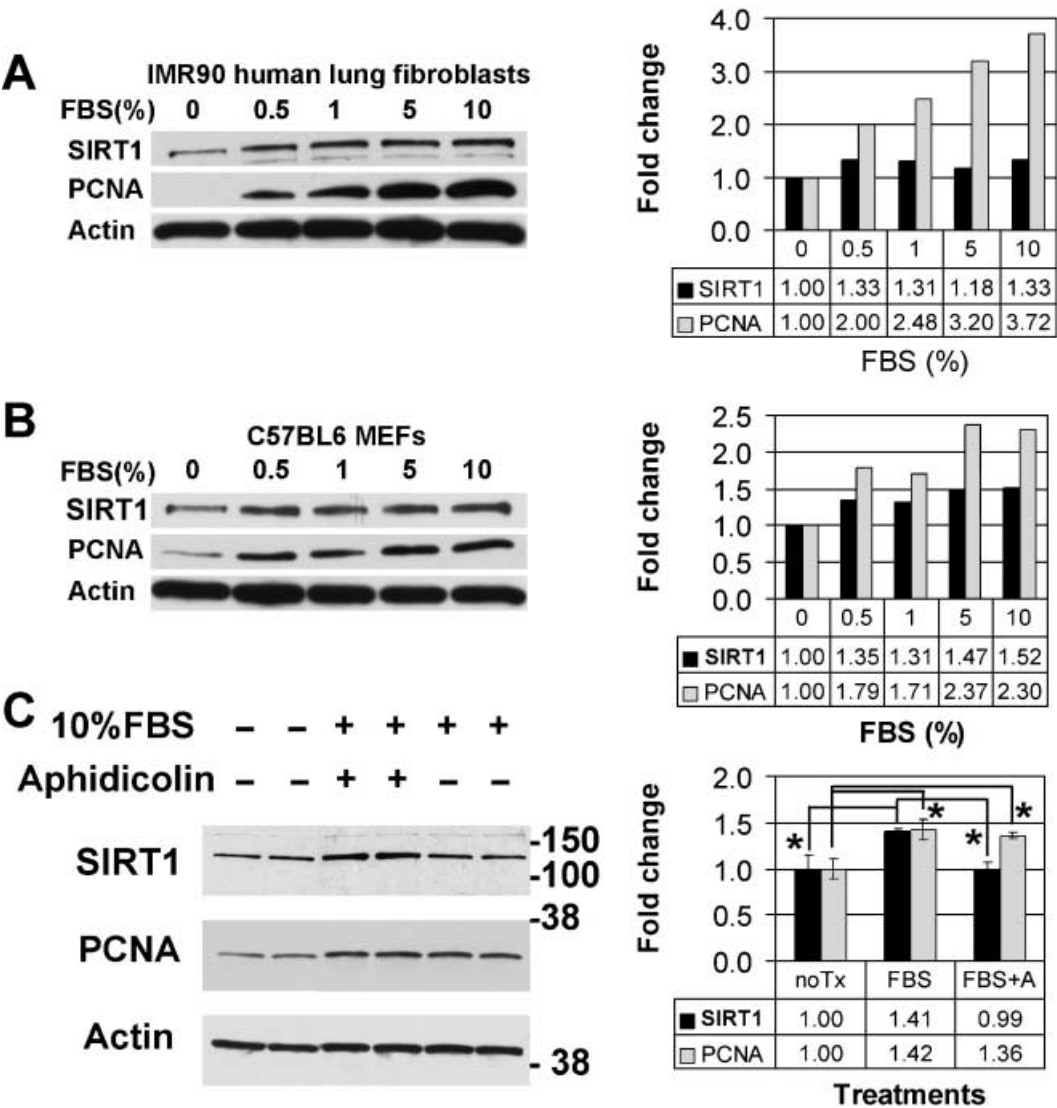 A
IMR90 human lung fibroblasts
FBS(%) 0 0.5 1 5 10
SIRT1
PCNA
Actin
Fold change
4.0
3.0
2.0
1.0
0.0
0 0.5 1 5 10
SIRT1 1.00 1.33 1.31 1.18 1.33
PCNA 1.00 2.00 2.48 3.20 3.72
FBS (%)
B
C57BL6 MEFs
FBS(%) 0 0.5 1 5 10
SIRT1
PCNA
Actin
Fold change
2.5
2.0
1.5
1.0
0.5
0.0
0 0.5 1 5 10
SIRT1 1.00 1.35 1.31 1.47 1.52
PCNA 1.00 1.79 1.71 2.37 2.30
FBS (%)
C
10%FBS – – + + + +
Aphidicolin – – + + – –
SIRT1
-150
-100
-38
PCNA
Actin
- 38
Fold change
2.0
1.5
1.0
0.5
0.0
* * * *
noTx FBS FBS+A
SIRT1 1.00 1.41 0.99
PCNA 1.00 1.42 1.36
Treatments